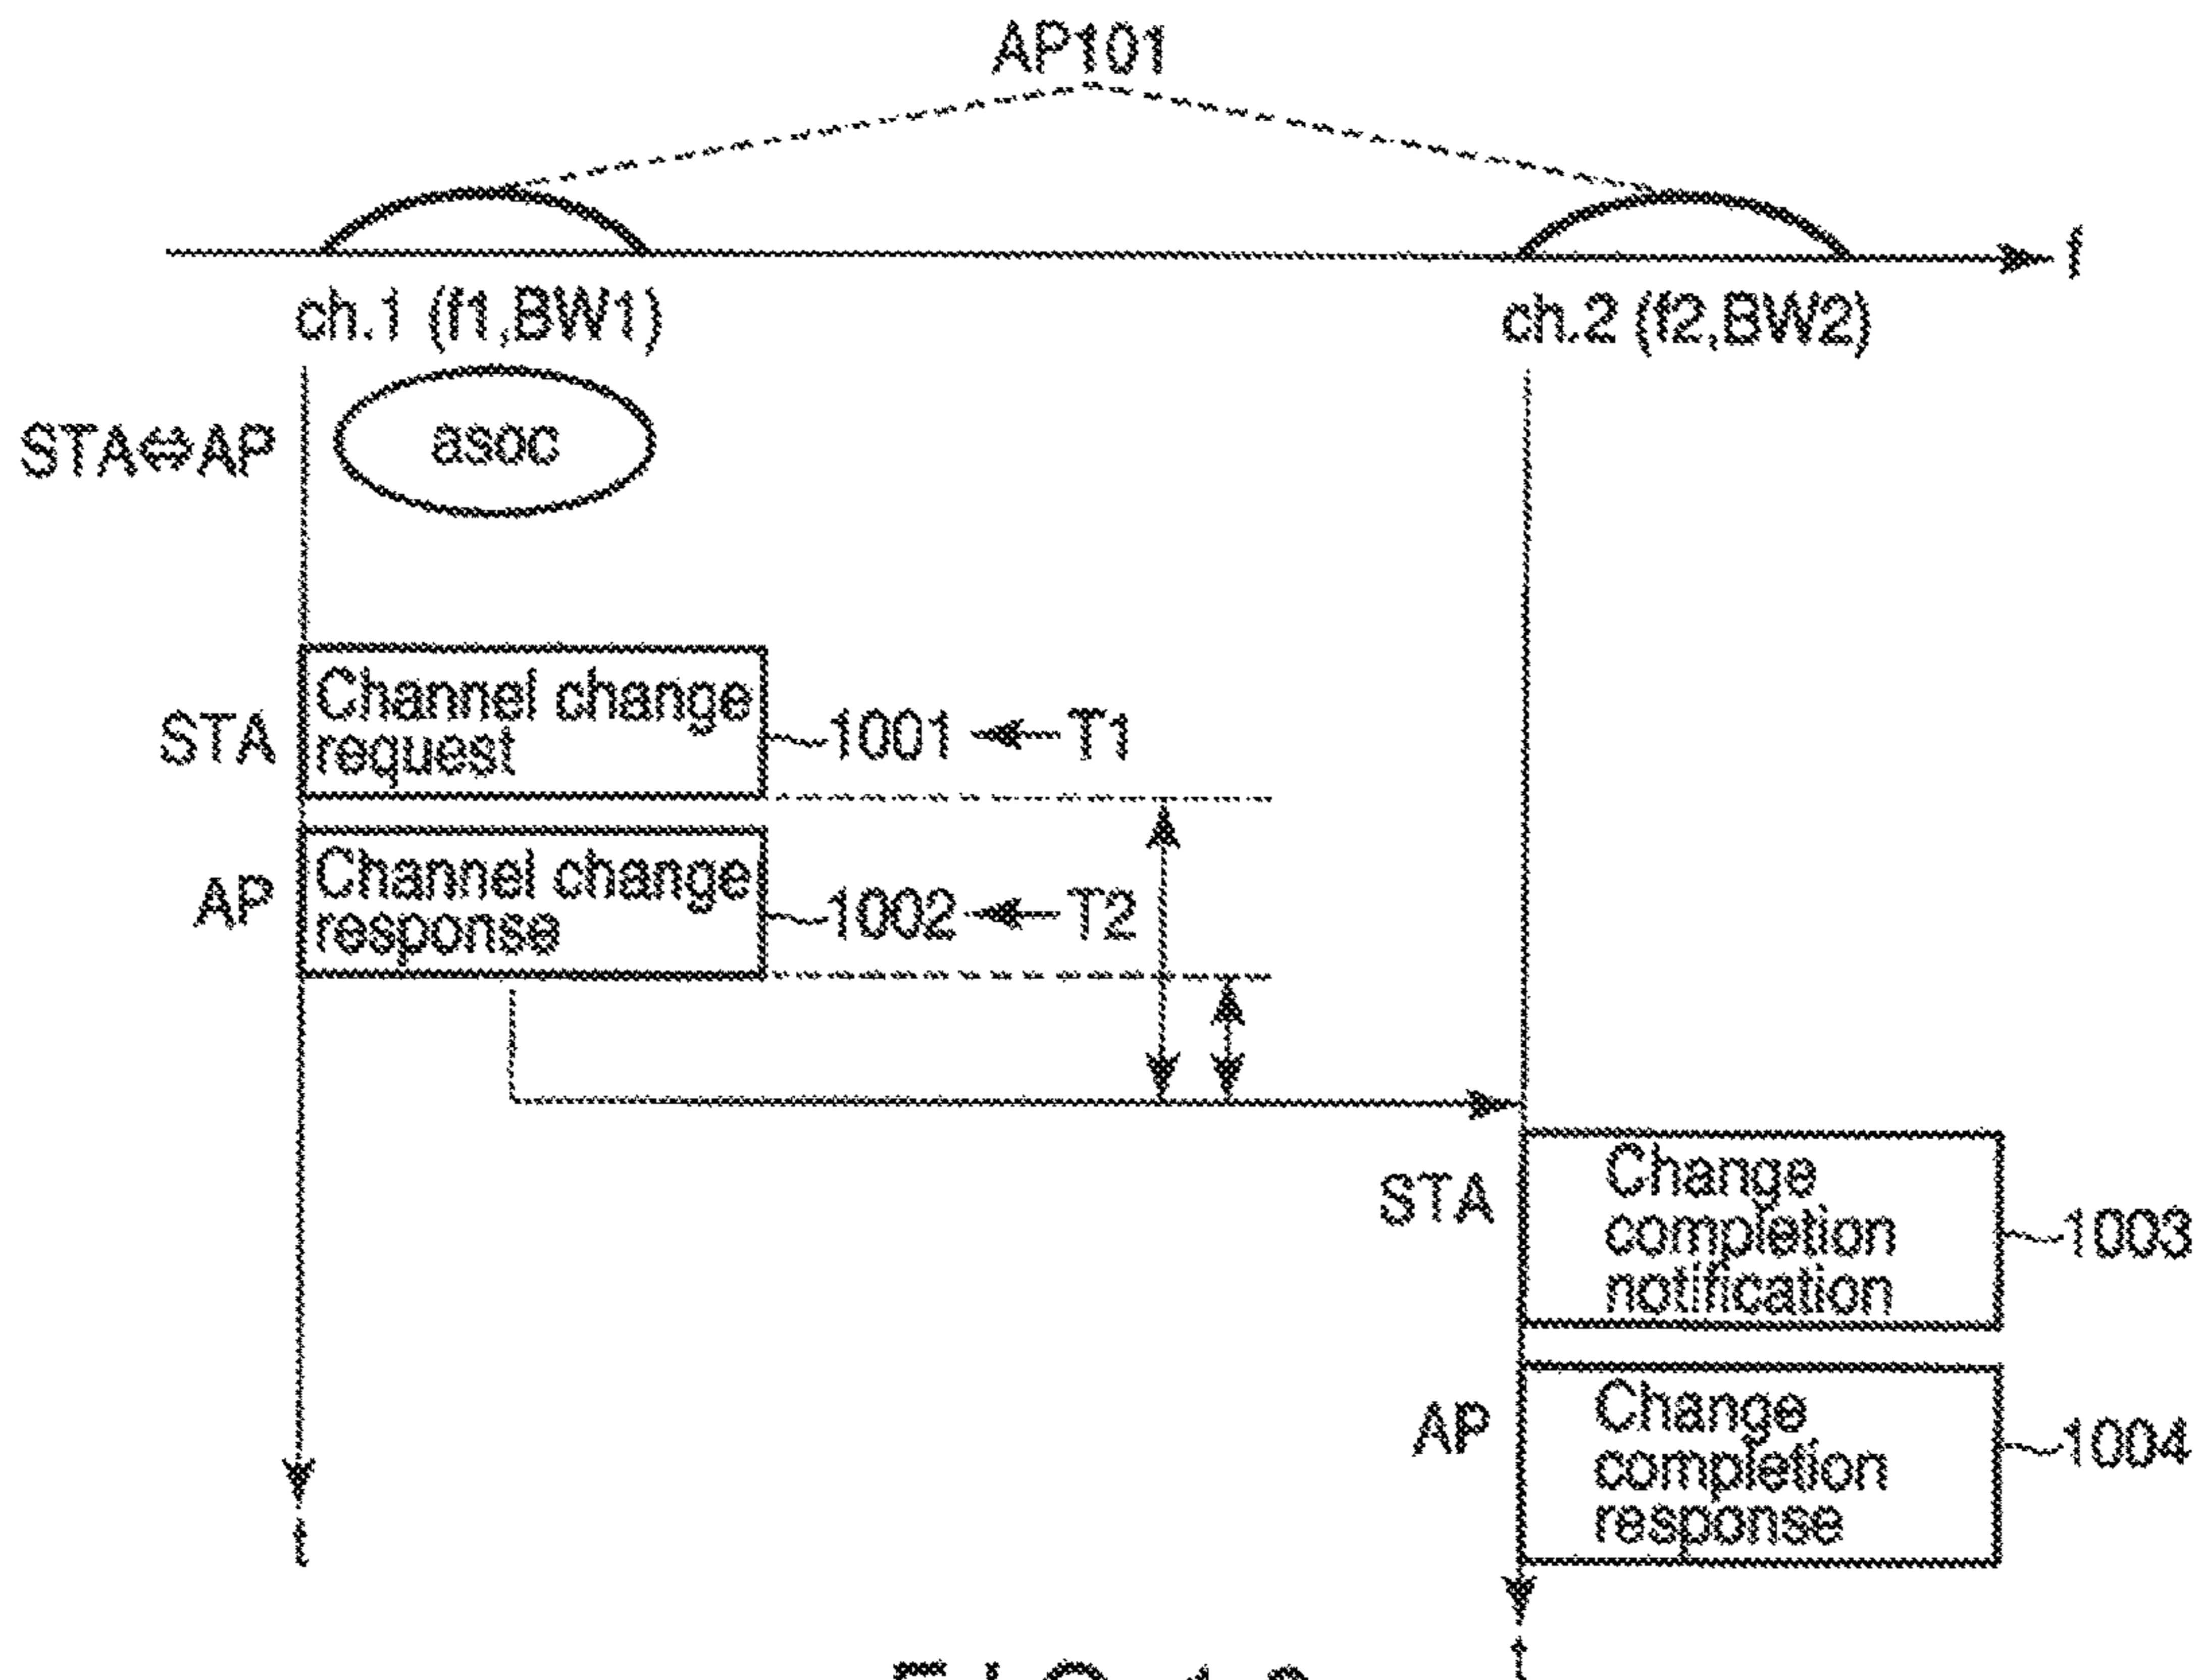 AP101
f
ch.1 (f1,BW1)
ch.2 (f2,BW2)
STA⇔AP
asoc
STA
Channel change
request
1001
T1
AP
Channel change
response
1002
T2
STA
Change
completion
notification
1003
AP
Change
completion
response
1004
t